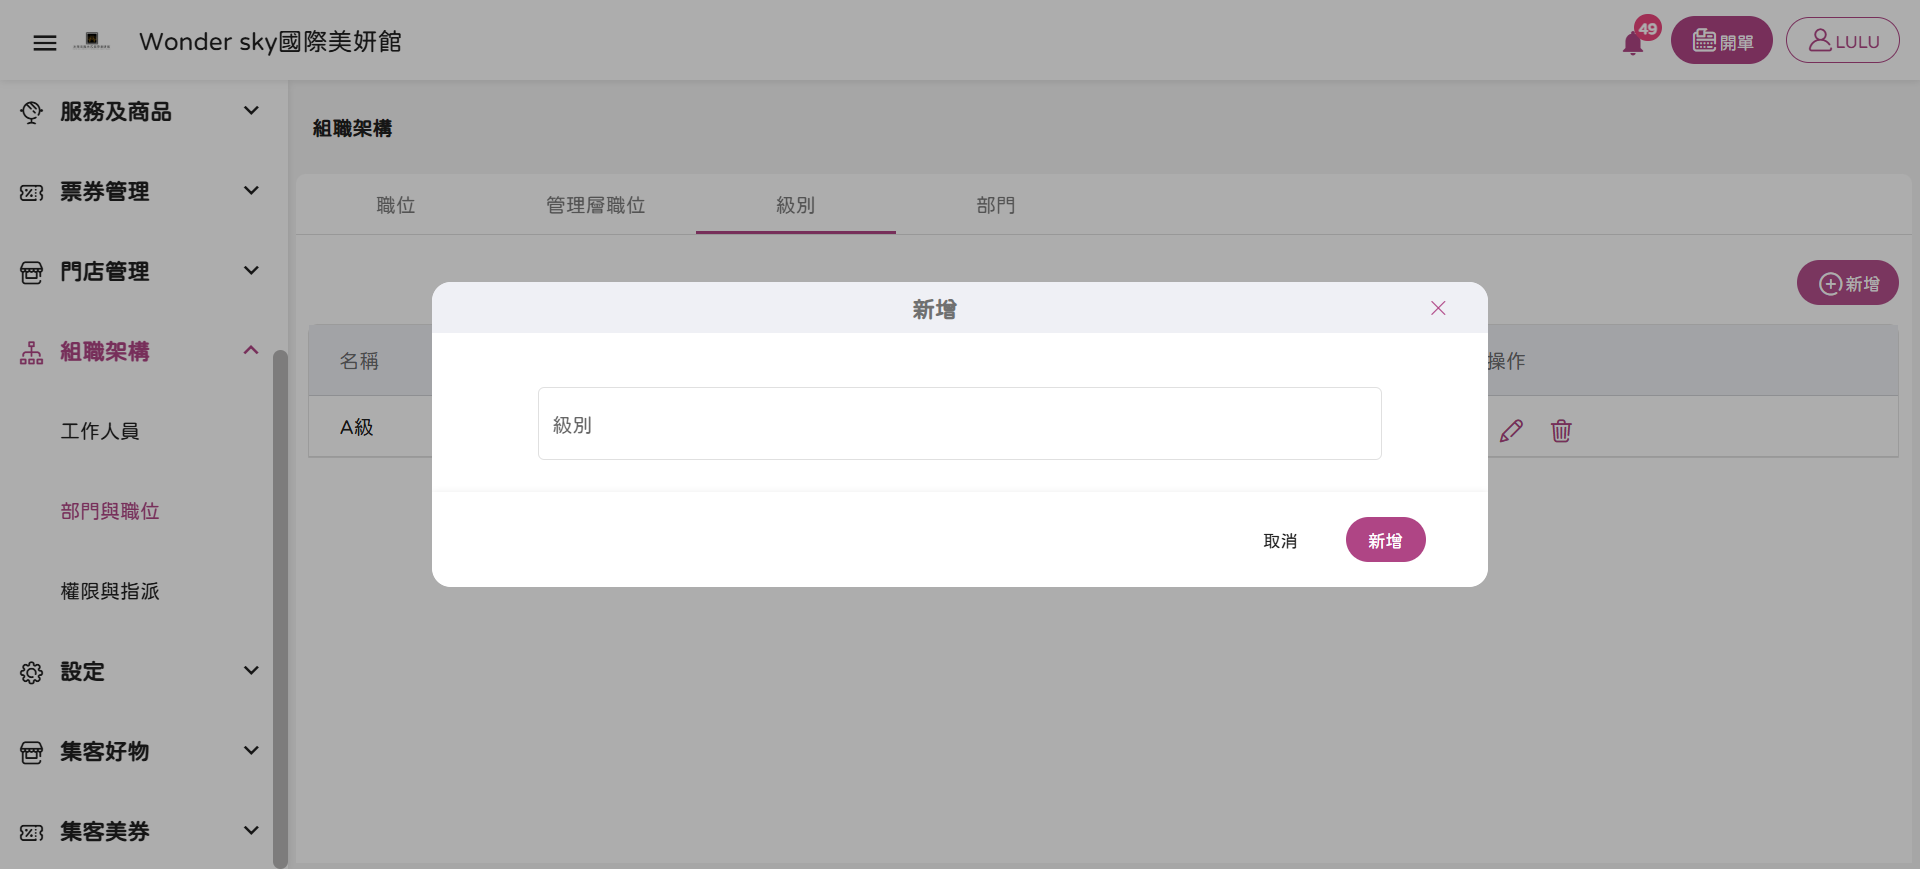 Wonder sky國際美妍館
49
開單
LULU
服務及商品
票券管理
門店管理
組職架構
工作人員
部門與職位
權限與指派
設定
集客好物
集客美券
組職架構
職位
管理層職位
級別
部門
新增
名稱
操作
A級
新增
級別
取消
新增